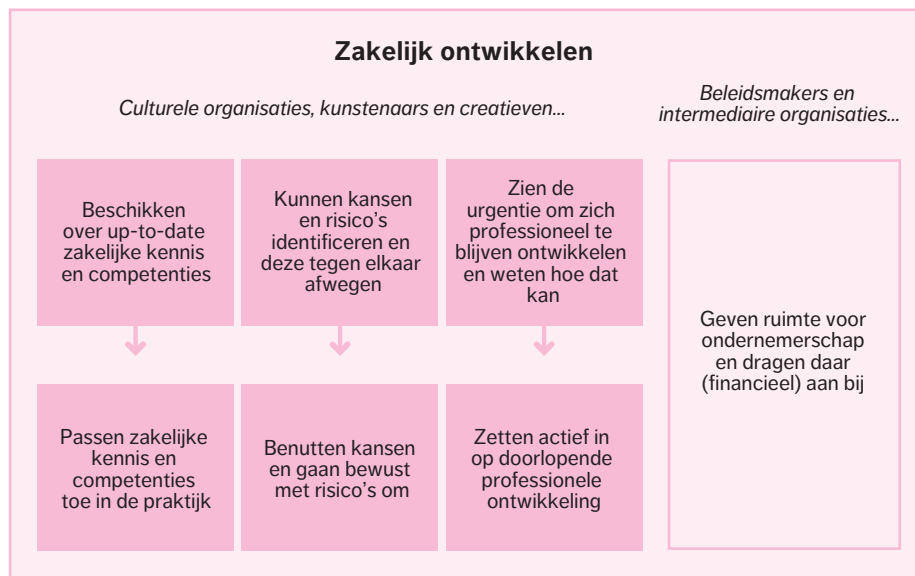 Zakelijk ontwikkelen
Culturele organisaties, kunstenaars en creatieven...
Beleidsmakers en
intermediaire organisaties...
Beschikken
over up-to-date
zakelijke kennis
en competenties
Kunnen kansen
en risico's
identificeren en
deze tegen elkaar
afwegen
Zien de
urgentie om zich
professioneel te
blijven ontwikkelen
en weten hoe dat
kan
Geven ruimte voor
ondernemerschap
en dragen daar
(financieel) aan bij
Passen zakelijke
kennis en
competenties
toe in de praktijk
Benutten kansen
en gaan bewust
met risico's om
Zetten actief in
op doorlopende
professionele
ontwikkeling